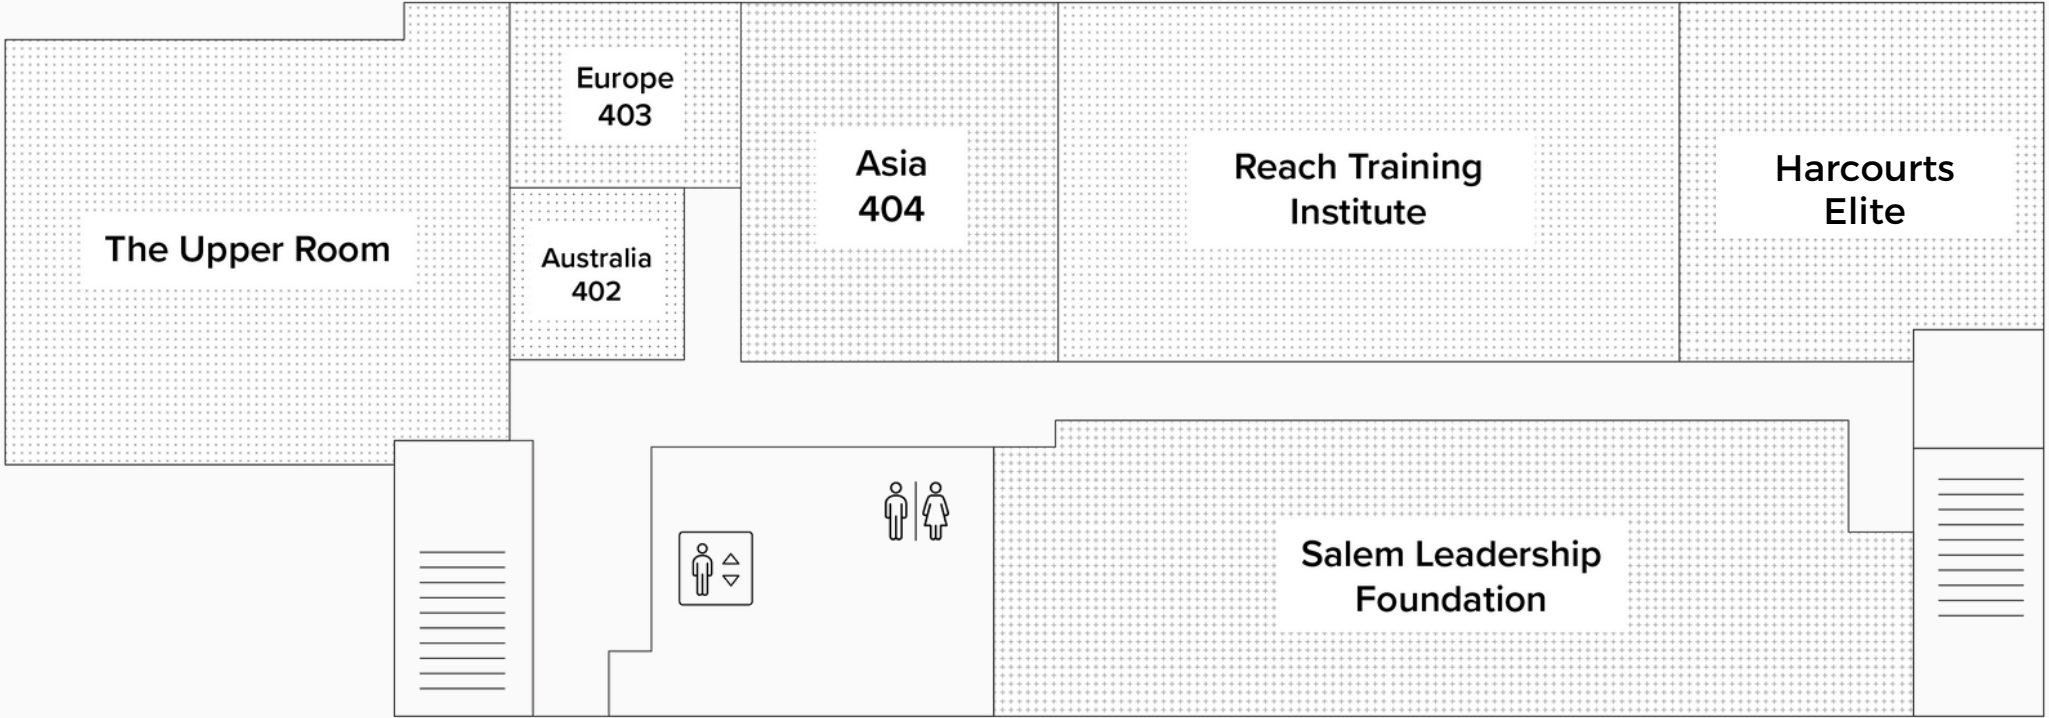 Europe
403
Asia
404
Reach Training
Institute
Harcourts
Elite
The Upper Room
Australia
402
Salem Leadership
Foundation